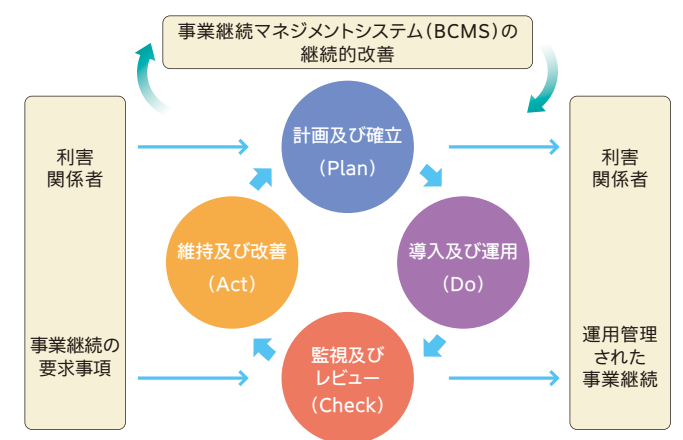 事業継続マネジメントシステム(BCMS)の
継続的改善
利害
関係者
事業継続の
要求事項
計画及び確立
(Plan)
導入及び運用
(Do)
監視及び
レビュー
(Check)
維持及び改善
(Act)
利害
関係者
運用管理
された
事業継続